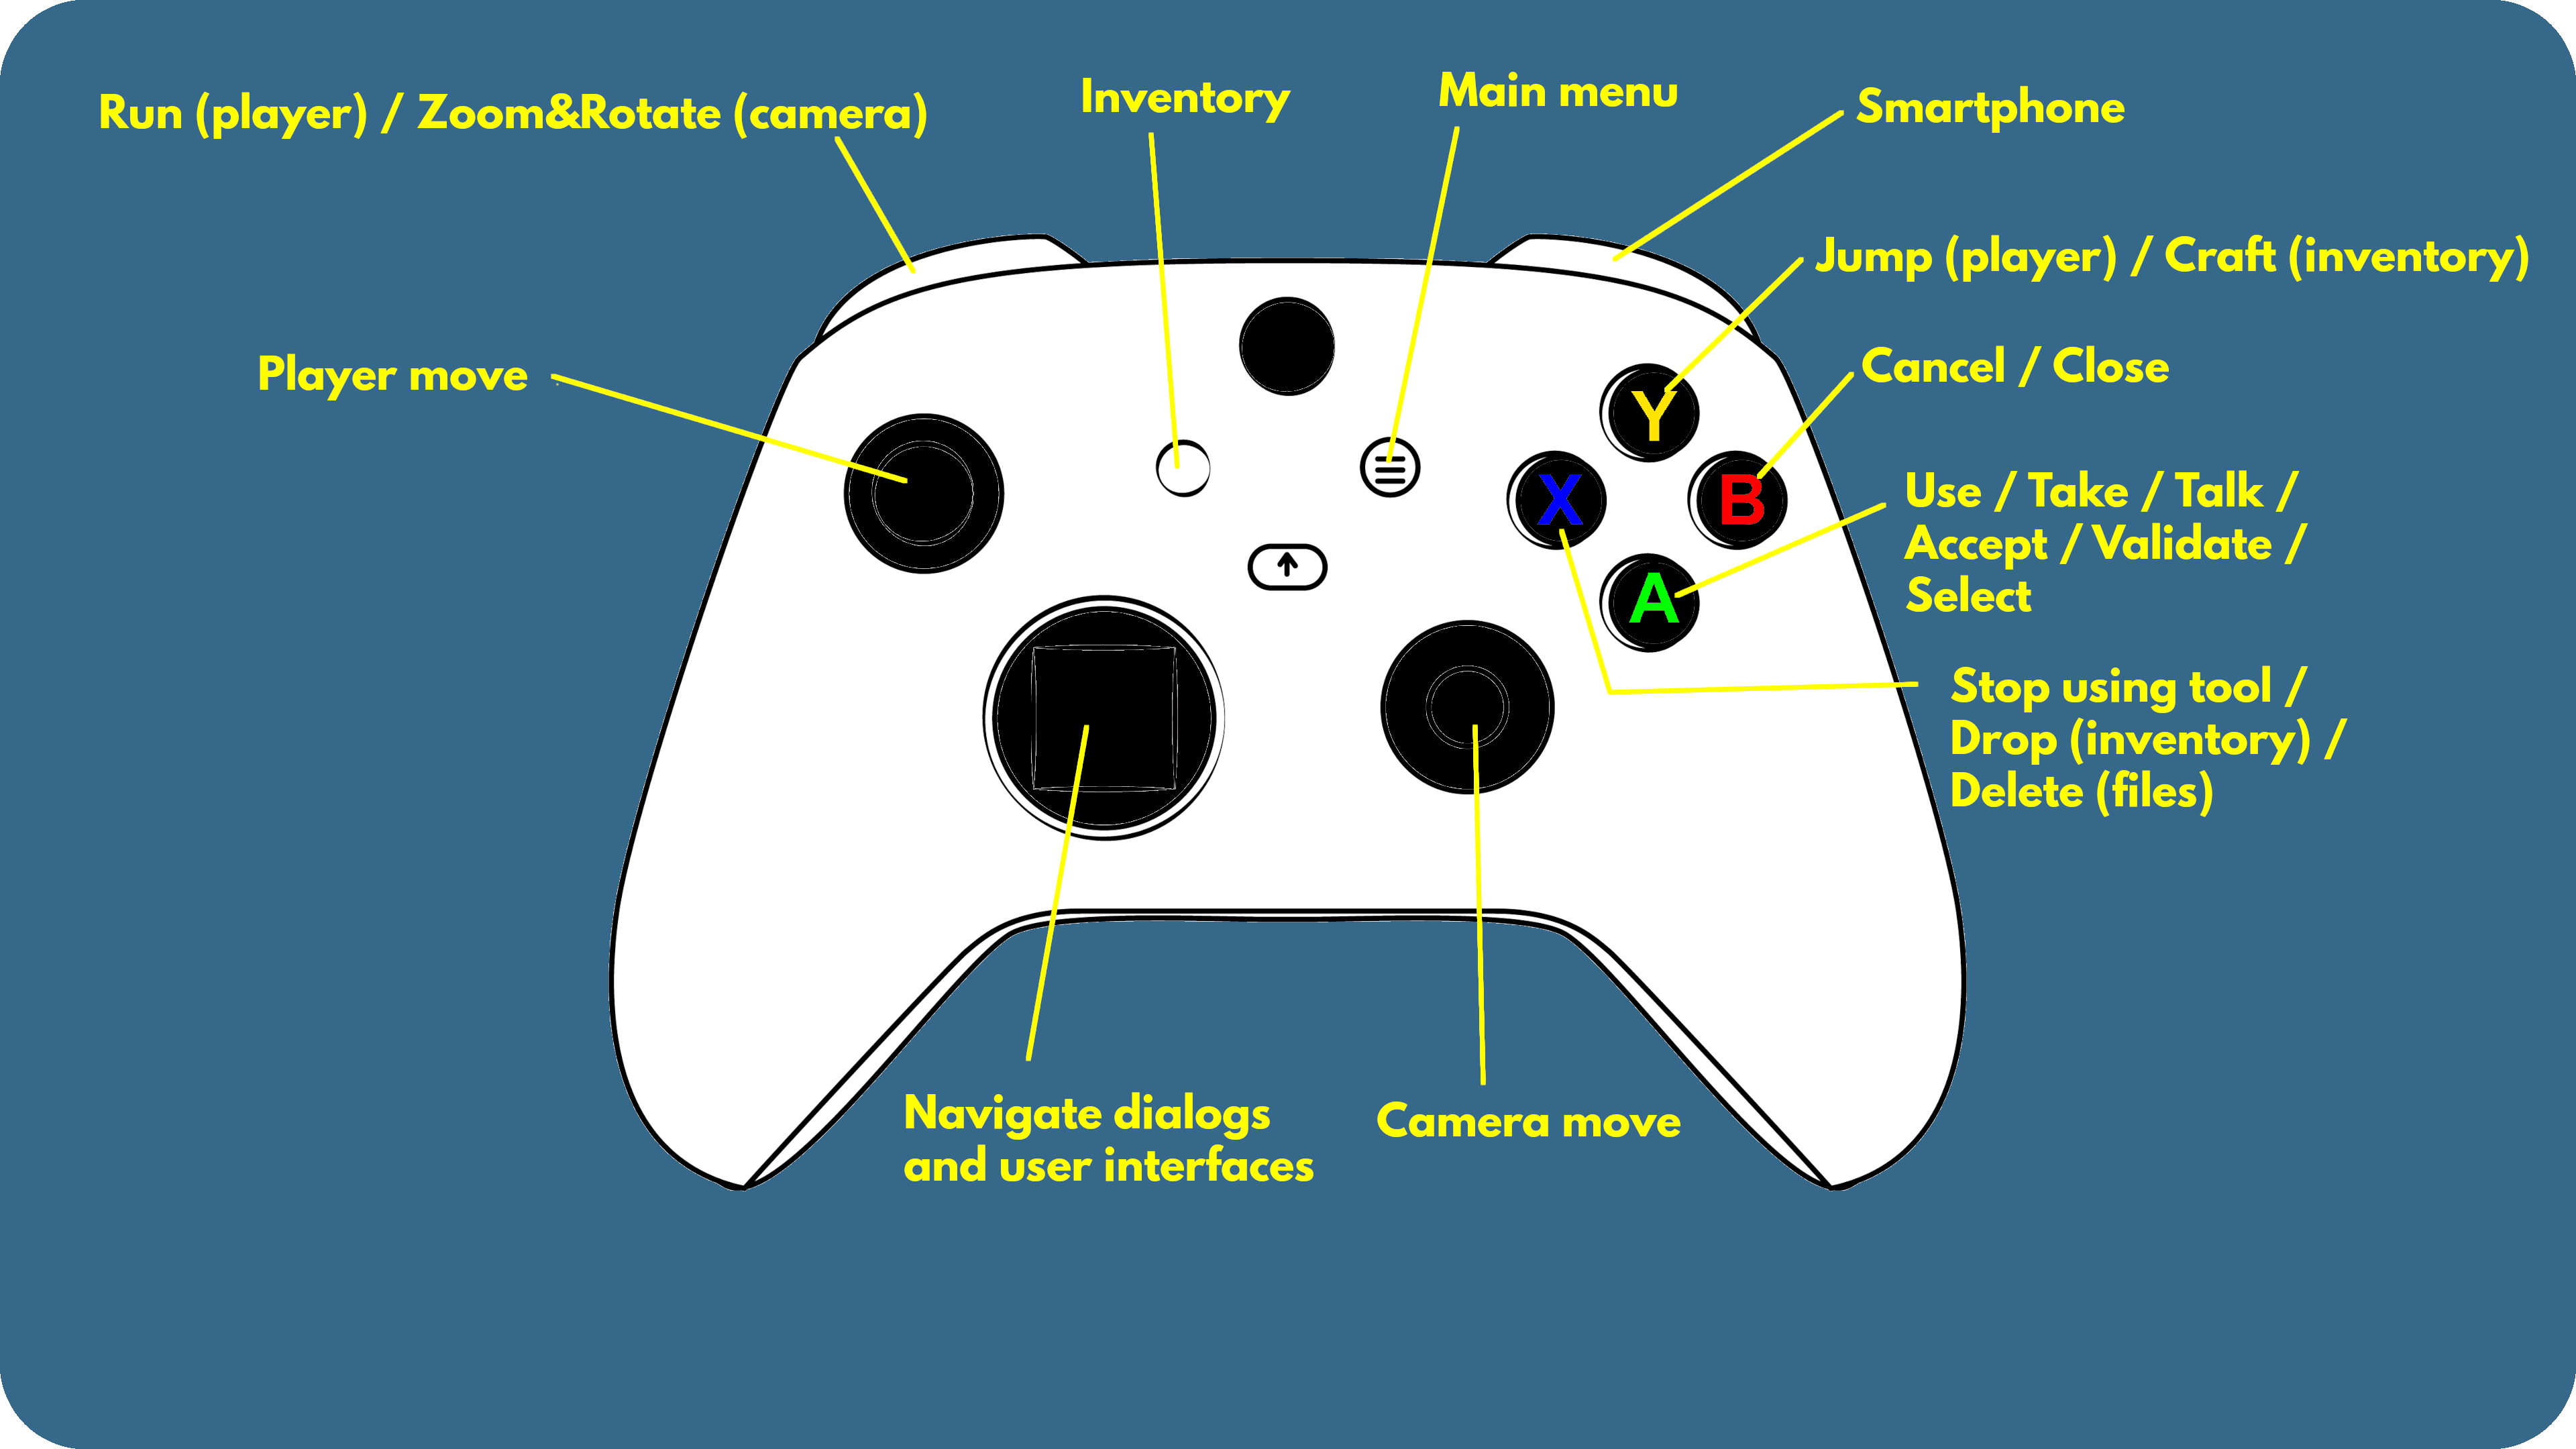 Run (player) / Zoom&Rotate (camera)
Inventory
Main menu
Smartphone
Jump (player) / Craft (inventory)
Player move
Cancel / Close
Y
X
B
A
Use / Take / Talk /
Accept / Validate /
Select
Stop using tool /
Drop (inventory) /
Delete (files)
Navigate dialogs
and user interfaces
Camera move